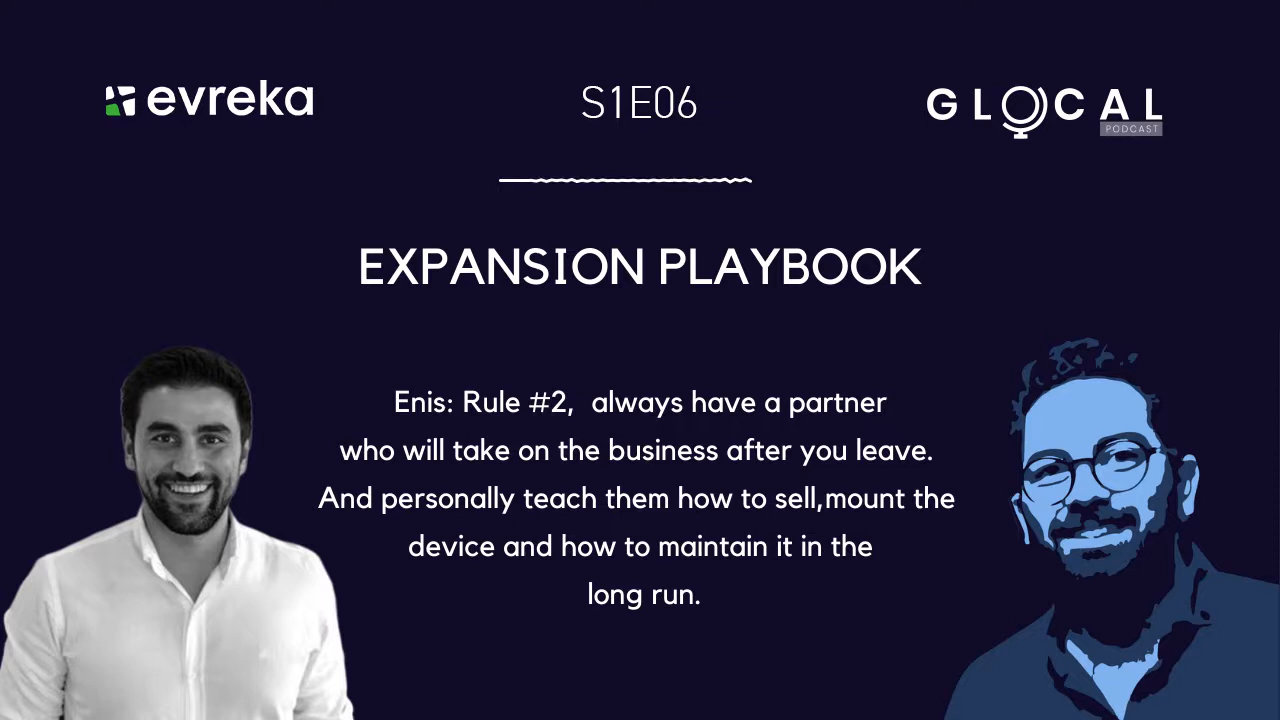 evreka
S1E06
GLOCAL
PODCAST
EXPANSION PLAYBOOK
Enis: Rule #2,  always have a partner
who will take on the business after you leave.
And personally teach them how to sell,mount the
device and how to maintain it in the
long run.